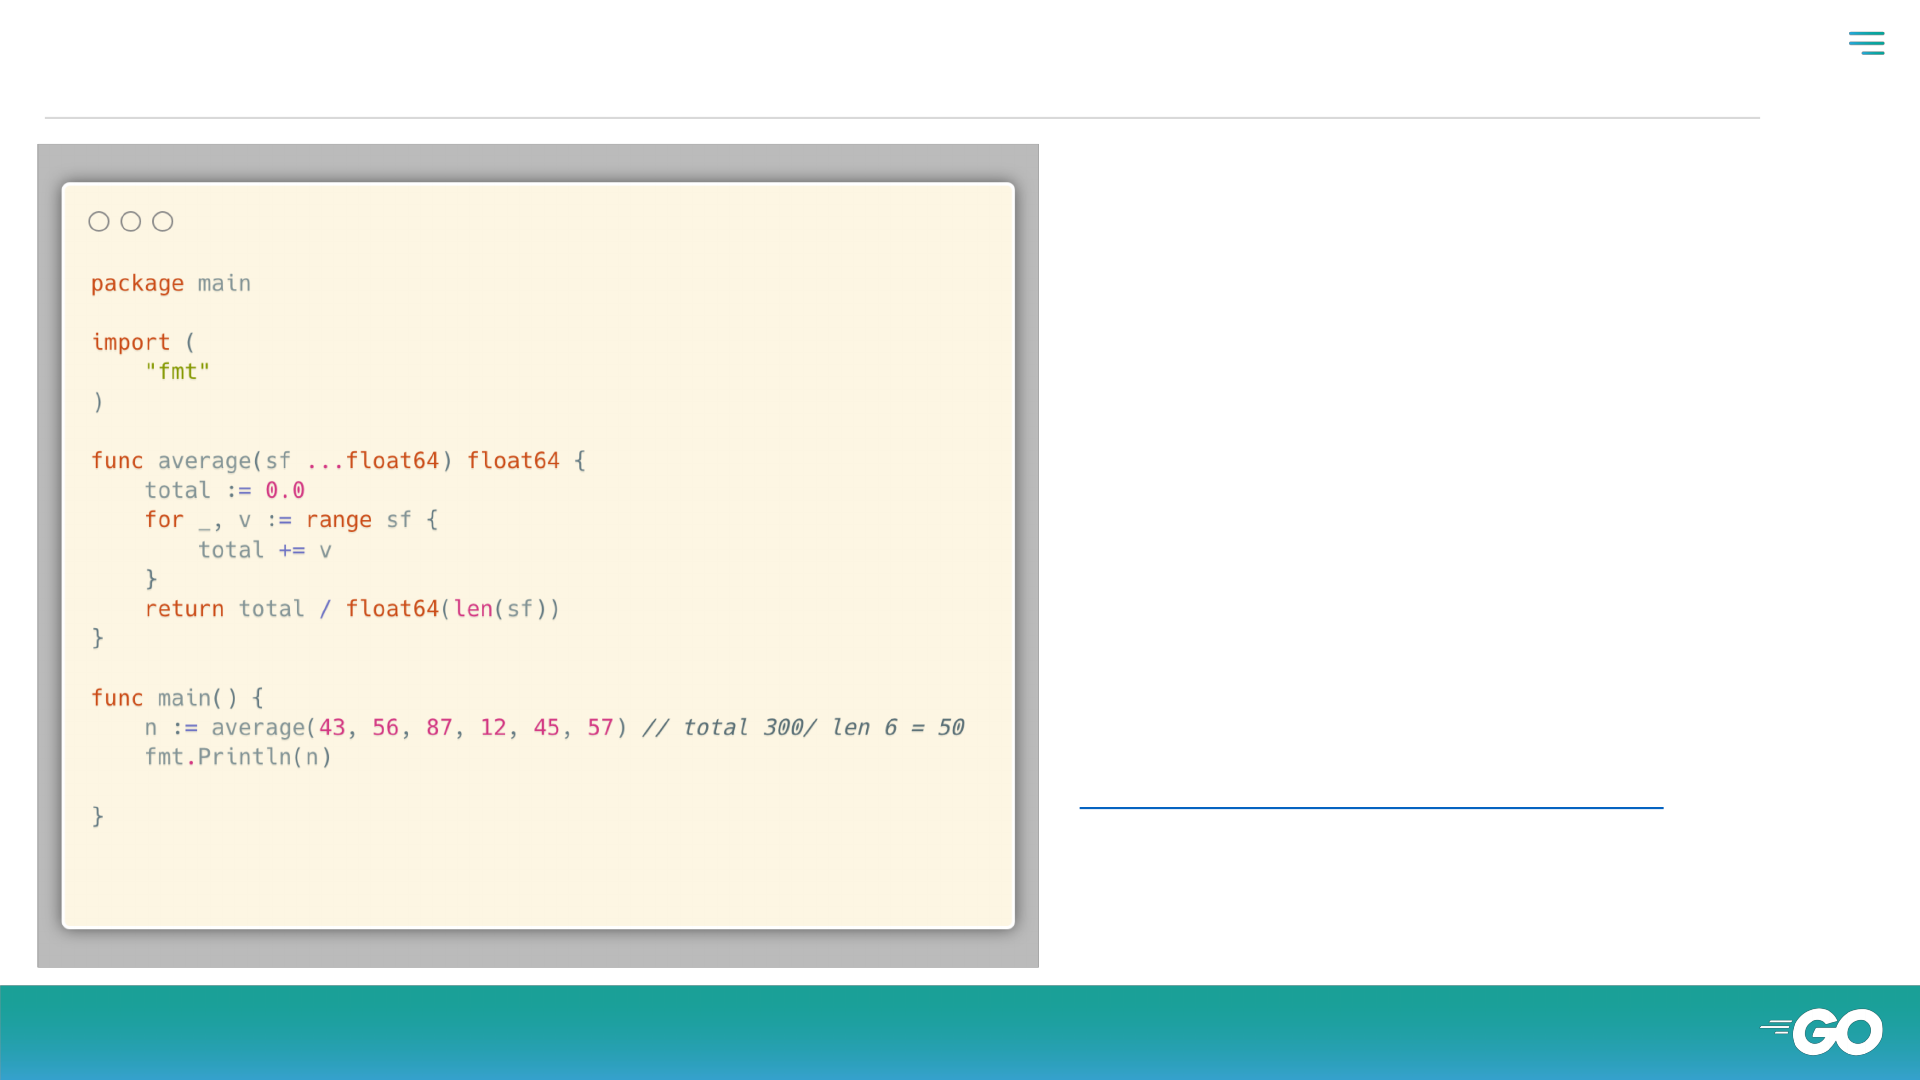 package main
import (
"fmt"
)
func average(sf ...float64) float64 {
total := 0.0
for _, v := range sf {
total += v
}
return total / float64(len(sf))
}
func main() {
n := average(43, 56, 87, 12, 45, 57) // total 300/ len 6 = 50
fmt.Println(n)
}
GO